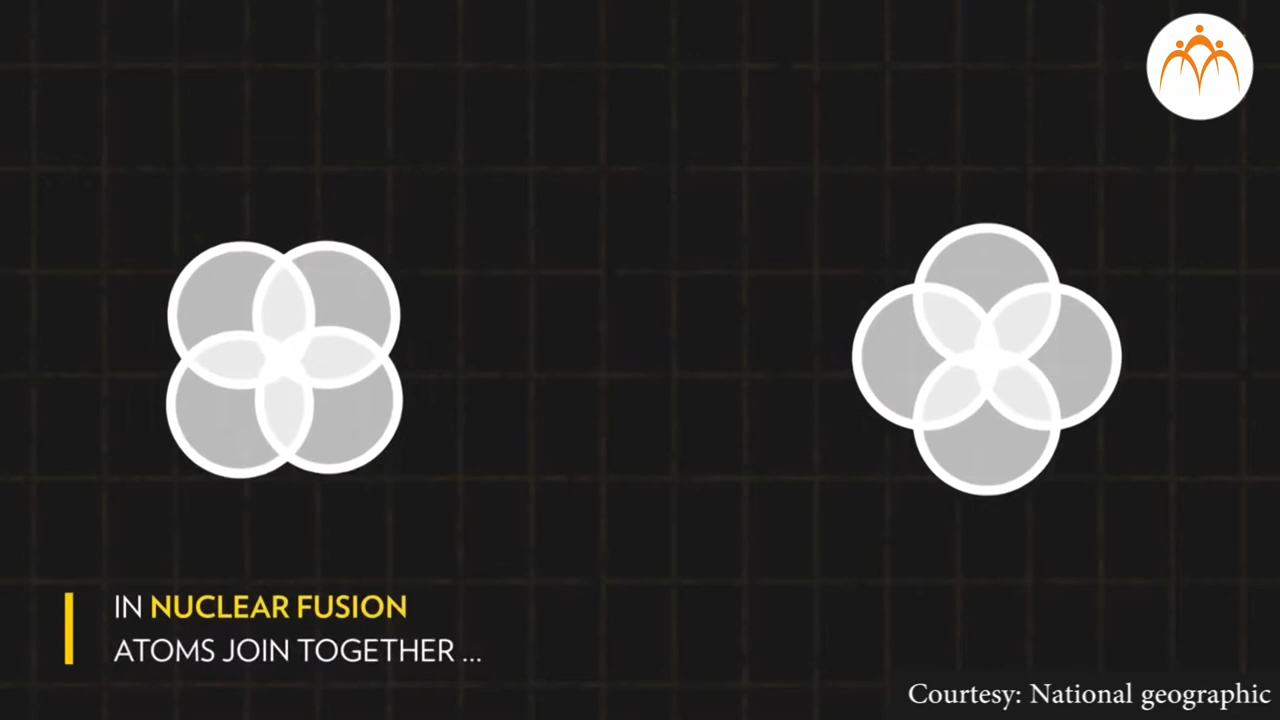 IN NUCLEAR FUSION
ATOMS JOIN TOGETHER ...
Courtesy: National geographic